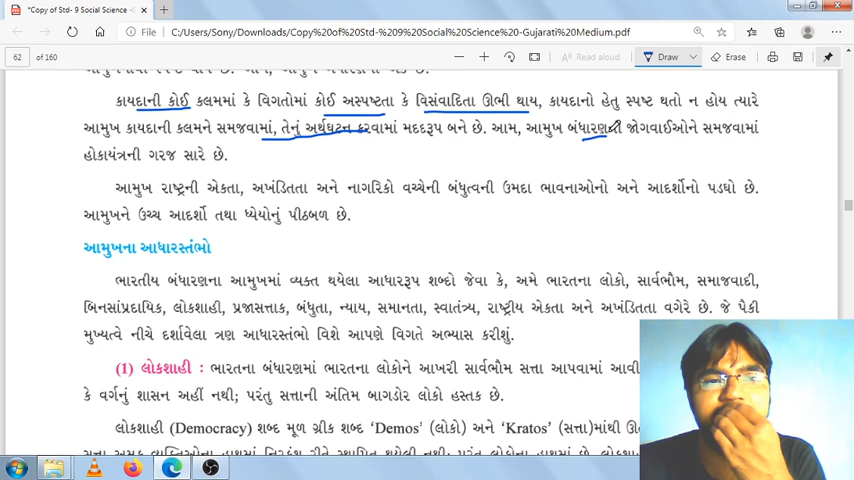 *Copy of Std- 9 Social Science -G
File
C:/Users/Sony/Downloads/Copy%20of%20Std-%209%20Social%20Science%20-Gujarati%20Medium.pdf
62 of 160
Read aloud
Draw
Erase
કાયદાની કોઈ કલમમાં કે વિગતોમાં કોઈ અસ્પષ્ટતા કે વિસંવાદિતા ઊભી થાય, કાયદાનો હેતુ સ્પષ્ટ થતો ન હોય ત્યારે
આમુખ કાયદાની કલમને સમજવામાં, તેનું અર્થઘટન કરવામાં મદદરૂપ બને છે. આમ, આમુખ બંધારણની જોગવાઈઓને સમજવામાં
હોકાયંત્રની ગરજ સારે છે.
આમુખ રાષ્ટ્રની એકતા, અખંડિતતા અને નાગરિકો વચ્ચેની બંધુત્વની ઉમદા ભાવનાઓનો અને આદર્શોનો પડઘો છે.
આમુખને ઉચ્ચ આદર્શો તથા ધ્યેયોનું પીઠબળ છે.
આમુખના આધારસ્તંભો
ભારતીય બંધારણના આમુખમાં વ્યક્ત થયેલા આધારરૂપ શબ્દો જેવા કે, અમે ભારતના લોકો, સાર્વભૌમ, સમાજવાદી,
બિનસાંપ્રદાયિક, લોકશાહી, પ્રજાસત્તાક, બંધુતા, ન્યાય, સમાનતા, સ્વાતંત્ર્ય, રાષ્ટ્રીય એકતા અને અખંડિતતા વગેરે છે. જે પૈકી
મુખ્યત્વે નીચે દર્શાવેલા ત્રણ આધારસ્તંભો વિશે આપણે વિગતે અભ્યાસ કરીશું.
(1) લોકશાહી : ભારતના બંધારણમાં ભારતના લોકોને આખરી સાર્વભૌમ સત્તા આપવામાં આવી
કે વર્ગનું શાસન અહીં નથી; પરંતુ સત્તાની અંતિમ બાગડોર લોકો હસ્તક છે.
લોકશાહી (Democracy) શબ્દ મૂળ ગ્રીક શબ્દ 'Demos' (લોકો) અને 'Kratos' (સત્તા)માંથી